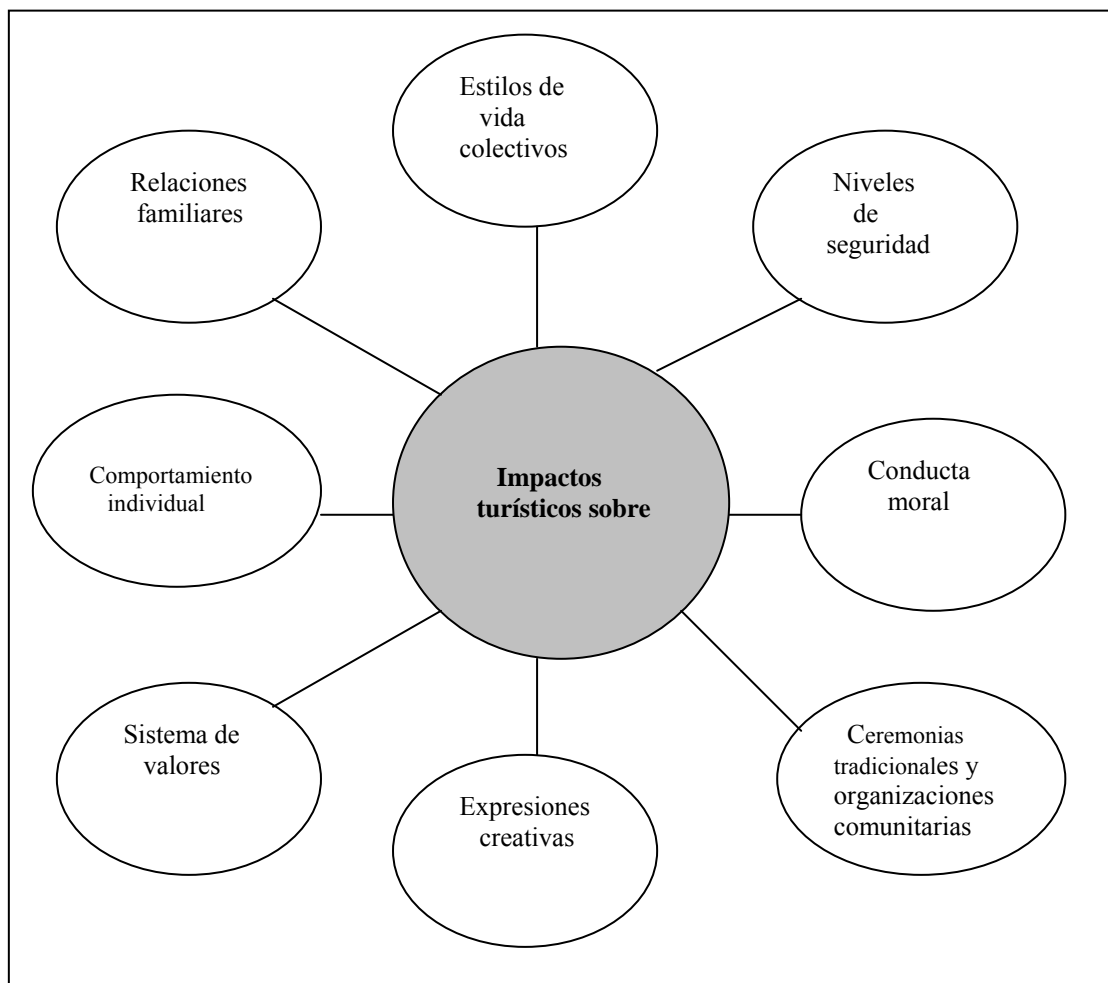 Estilos de
vida
colectivos
Relaciones
familiares
Niveles
de
seguridad
Comportamiento
individual
Impactos
turísticos sobre
Conducta
moral
Sistema de
valores
Expresiones
creativas
Ceremonias
tradicionales y
organizaciones
comunitarias